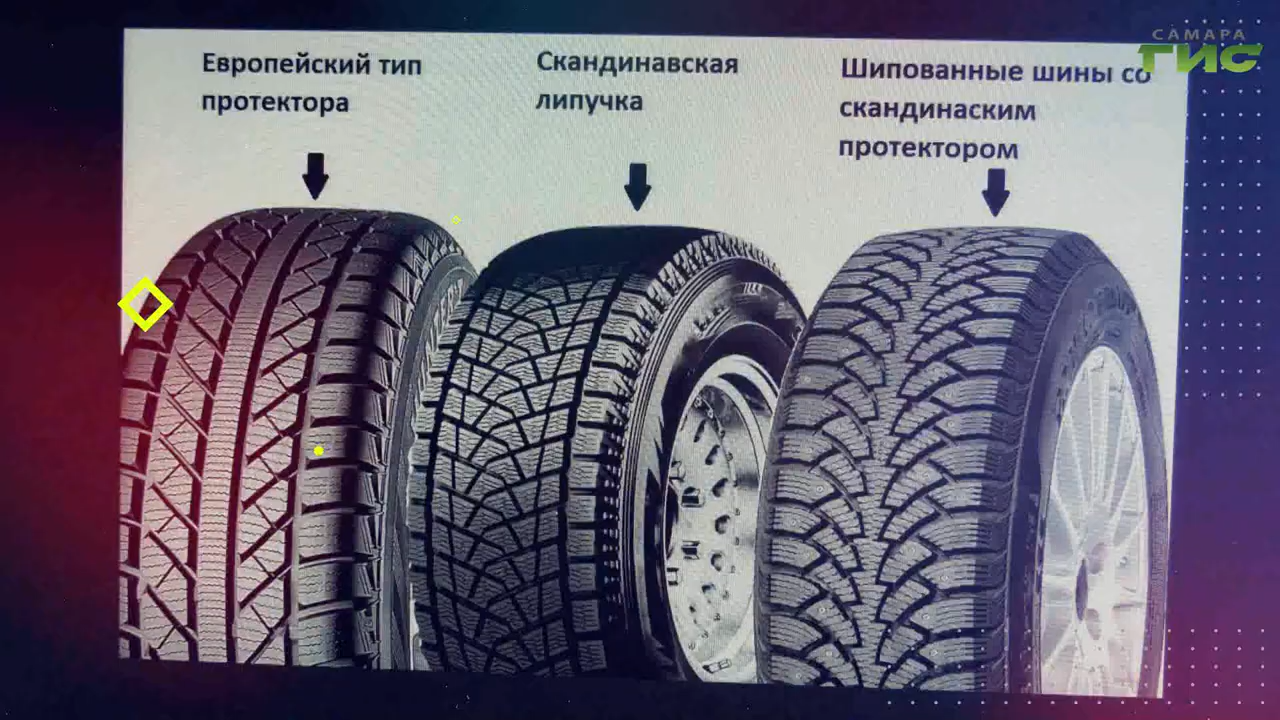 САМАРА
ГИС
Европейский тип
протектора
Скандинавская
липучка
Шипованные шины со
скандинаским
протектором